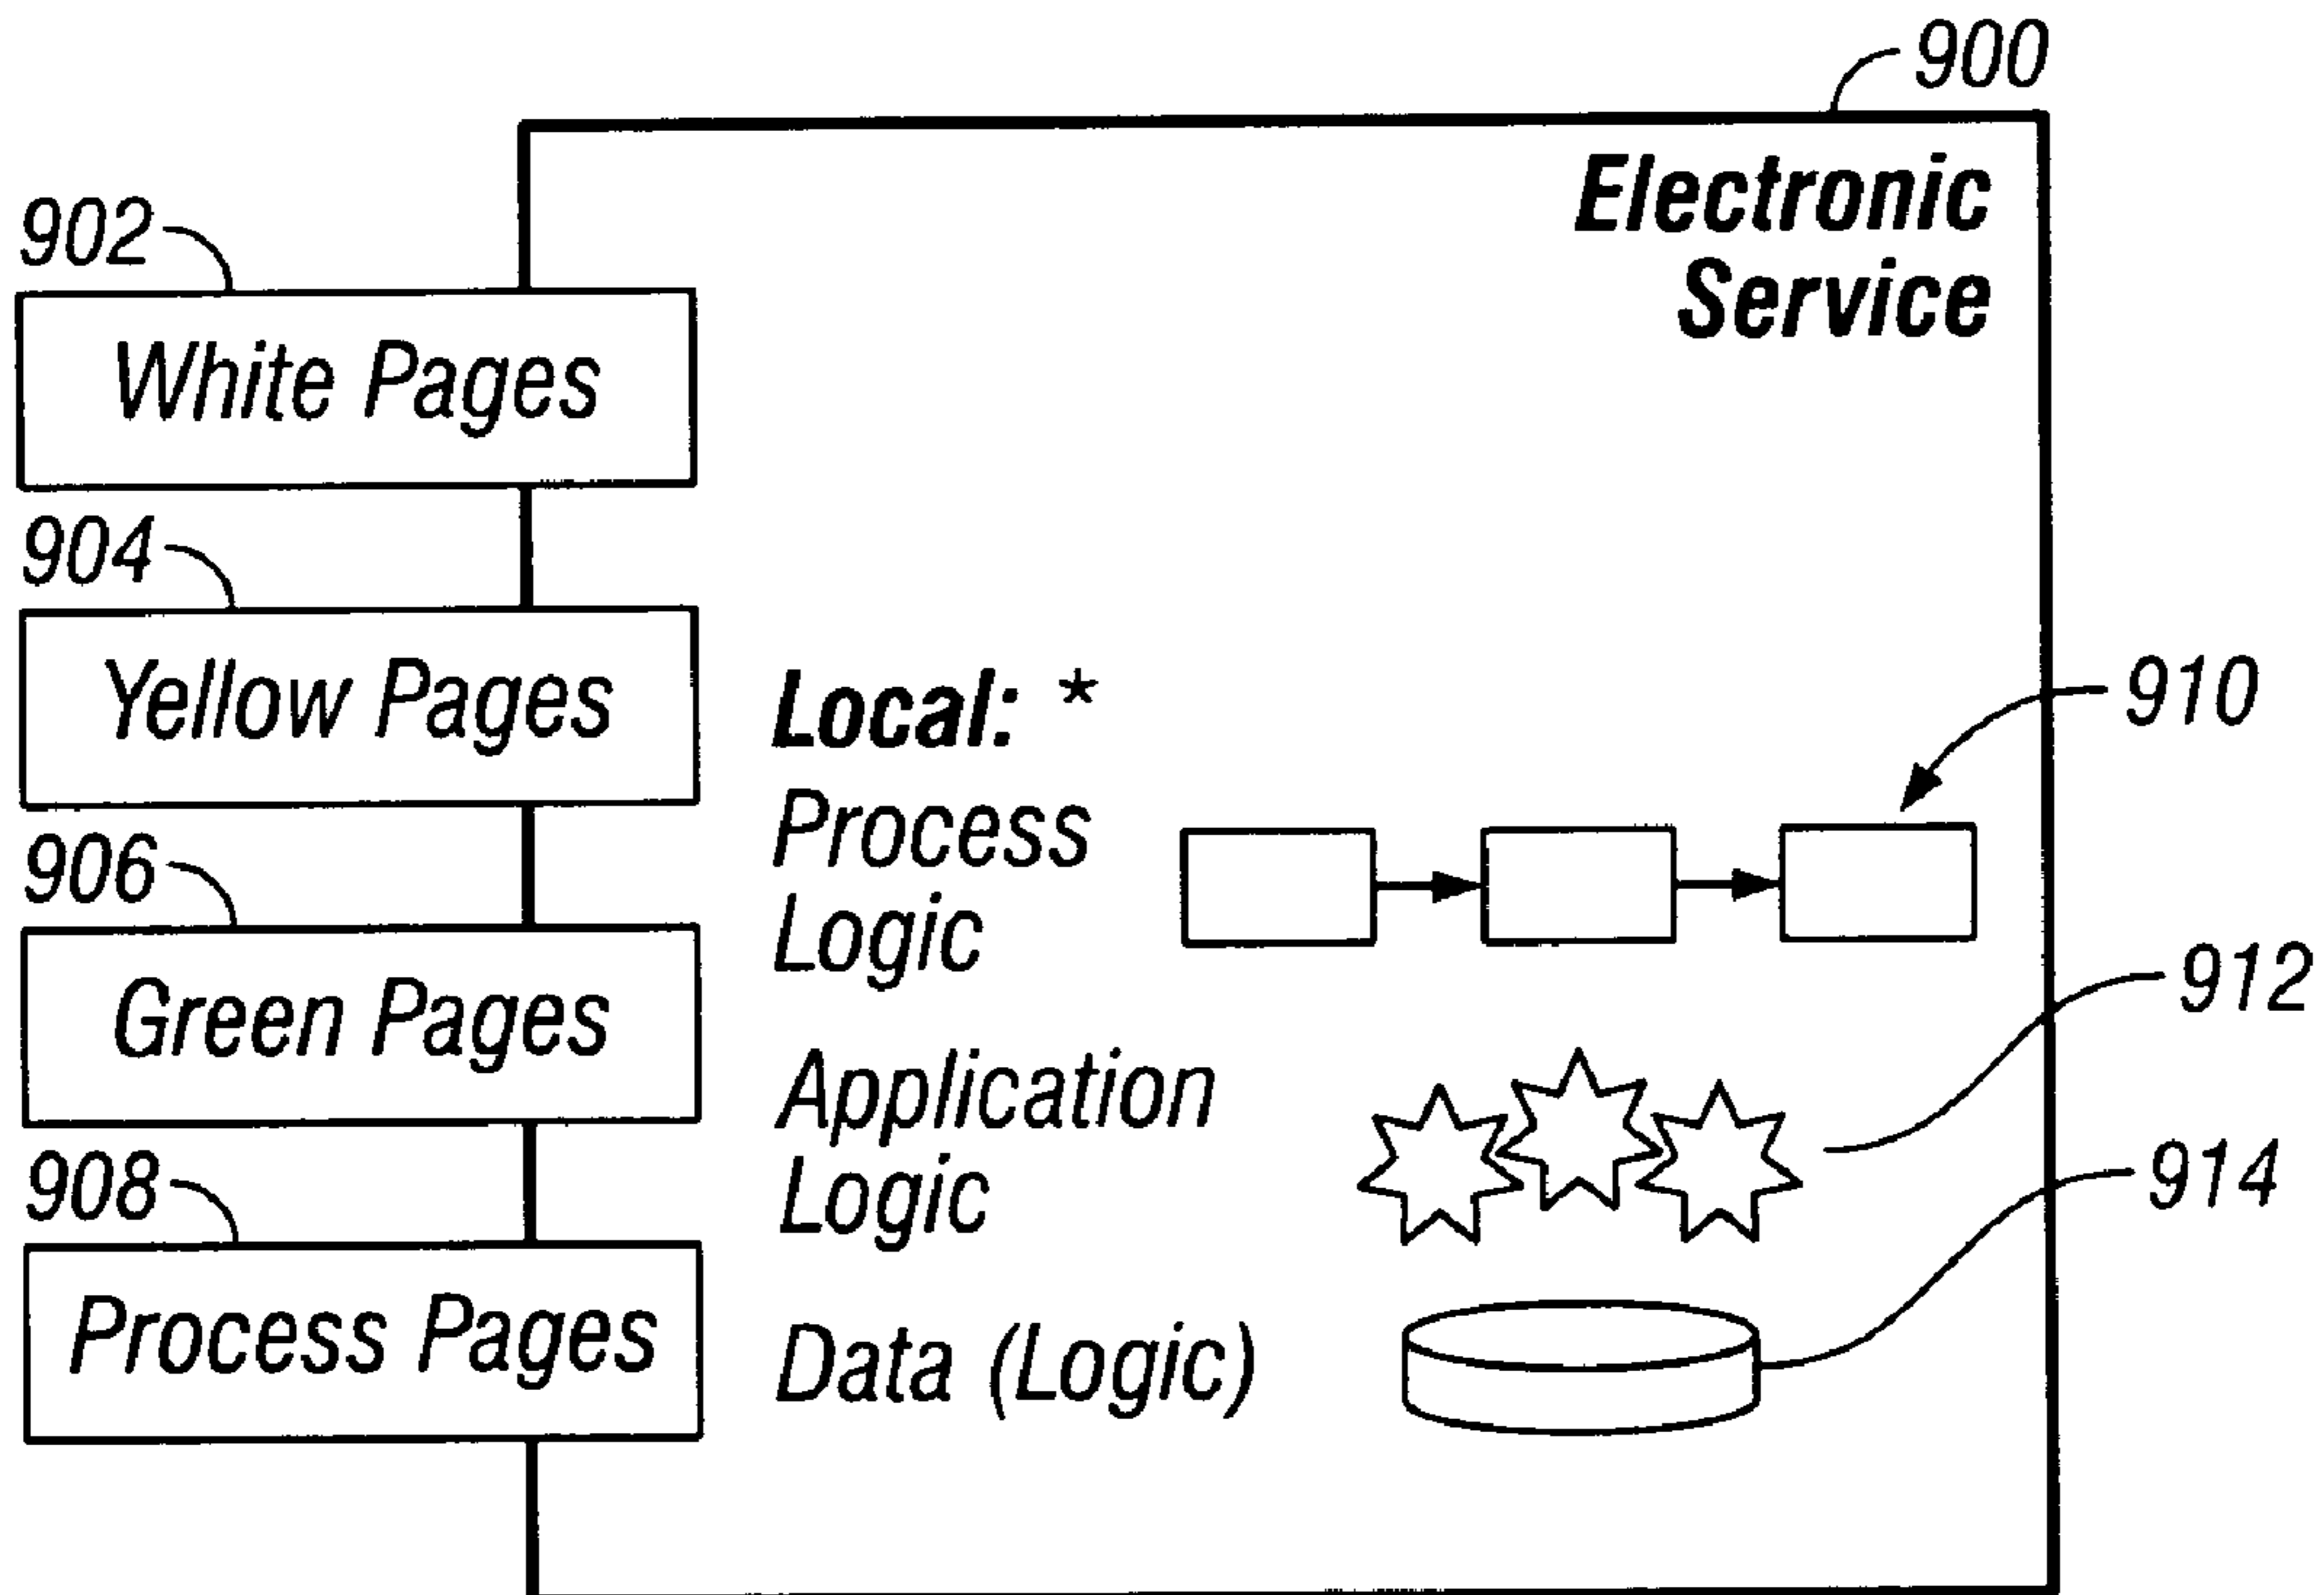 900
Electronic
Service
902
White Pages
904
Yellow Pages
Local: *
910
Process
Logic
906
Green Pages
912
Application
Logic
914
908
Process Pages
Data (Logic)